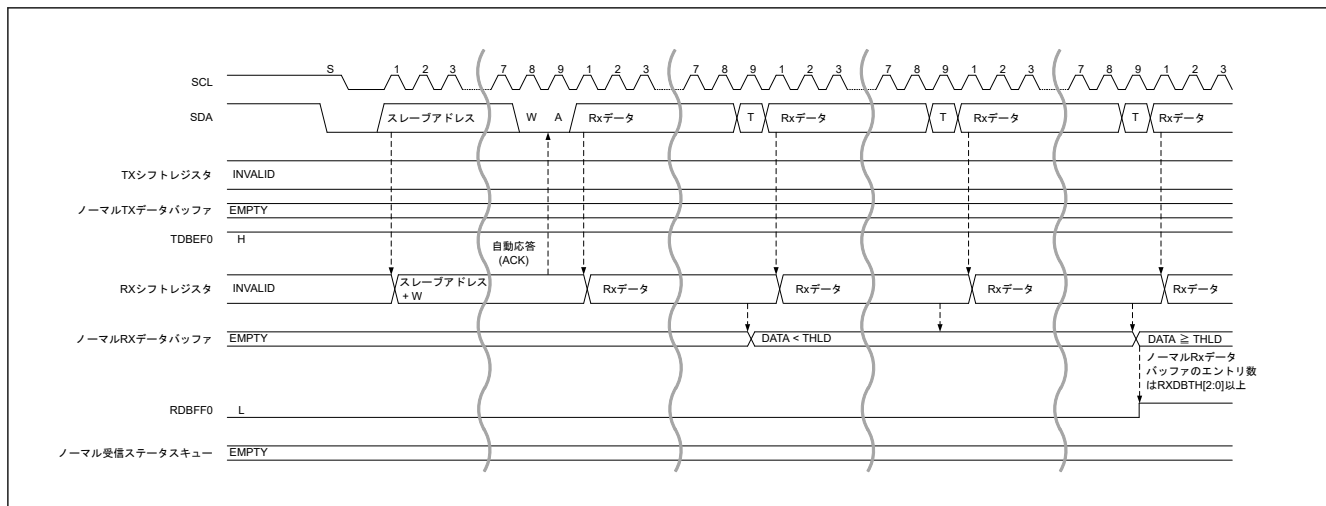 SCL S 1 2 3 7 8 9 1 2 3 7 8 9 1 2 3 7 8 9 1 2 3 7 8 9 1 2 3
SDA スレーブアドレス W A Rxデータ T Rxデータ T Rxデータ T Rxデータ
TXシフトレジスタ INVALID
ノーマルTXデータバッファ EMPTY
TDBEF0 H
自動応答
(ACK)
RXシフトレジスタ INVALID スレーブアドレス
+ W
Rxデータ Rxデータ Rxデータ Rxデータ
ノーマルRXデータバッファ EMPTY DATA < THLD DATA ≧ THLD
ノーマルRxデータ
バッファのエントリ数
はRXDBTH[2:0]以上
RDBFF0 L
ノーマル受信ステータスキュー EMPTY